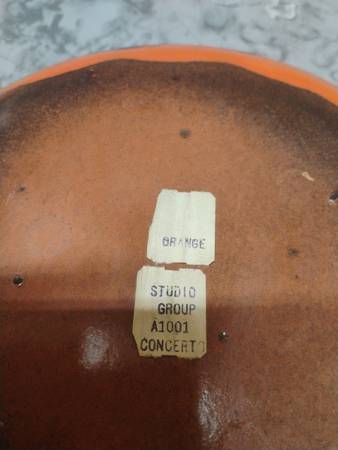 ORANGE
STUDIO
GROUP
A1001
CONCERTO